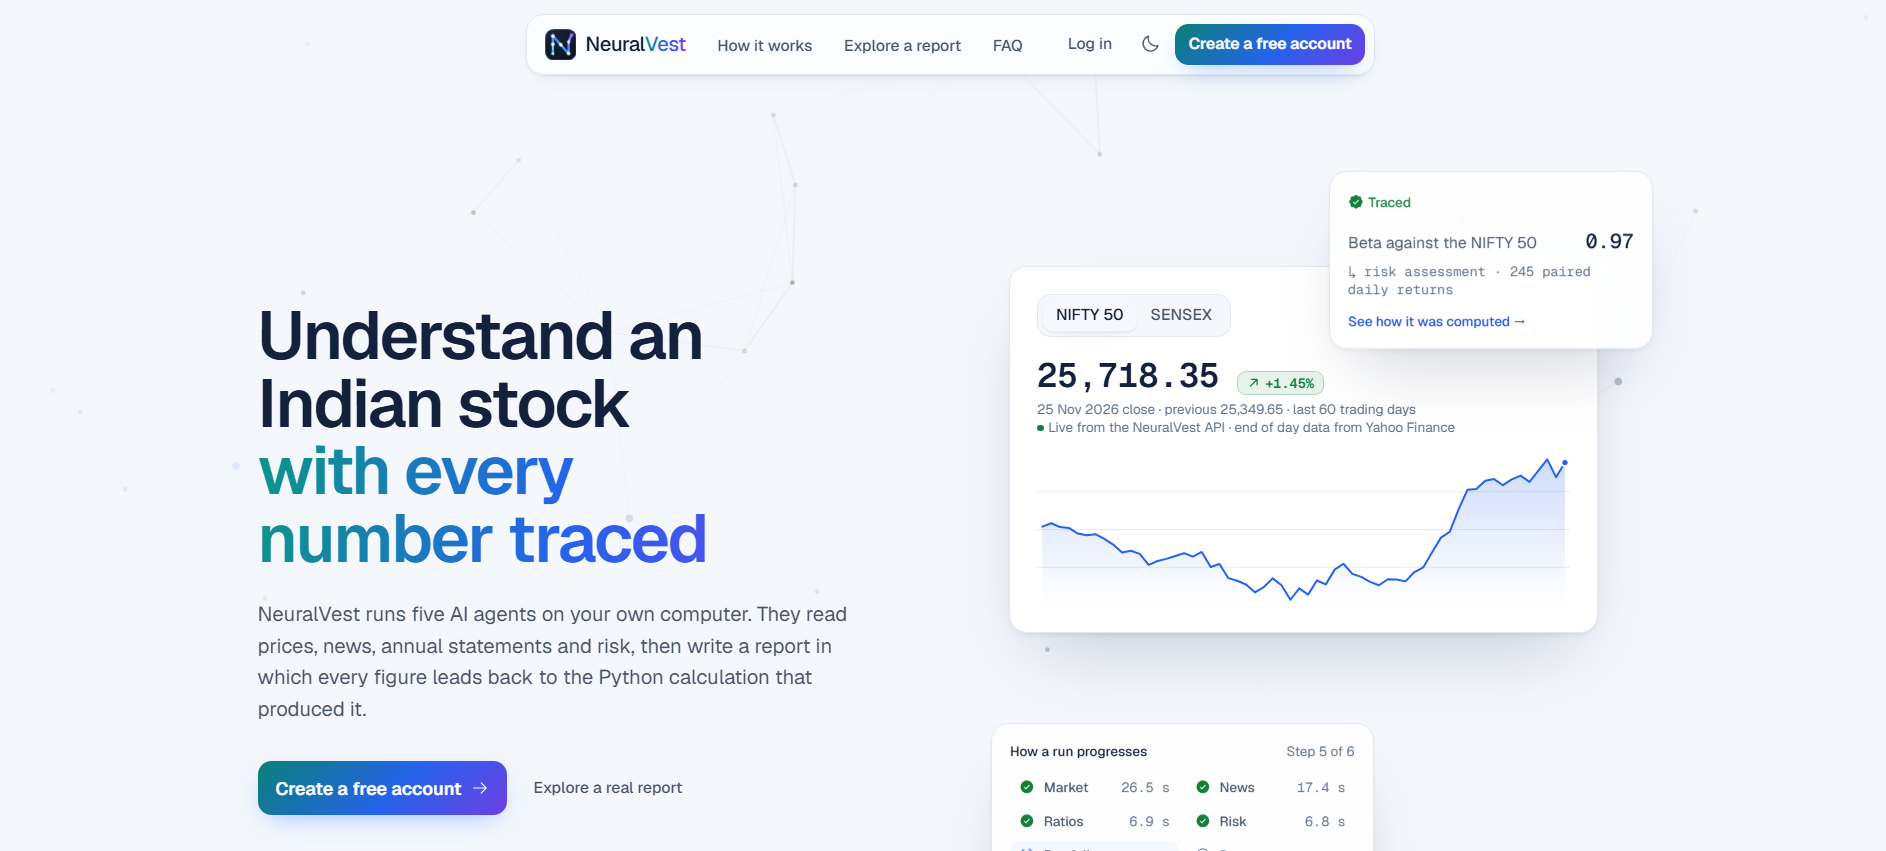 NeuralVest
How it works
Explore a report
FAQ
Log in
Create a free account
Understand an
Indian stock
with every
number traced
NeuralVest runs five AI agents on your own computer. They read
prices, news, annual statements and risk, then write a report in
which every figure leads back to the Python calculation that
produced it.
Create a free account →
Explore a real report
Traced
Beta against the NIFTY 50 0.97
↳ risk assessment · 245 paired
daily returns
See how it was computed →
NIFTY 50 SENSEX
25,718.35 ↗ +1.45%
25 Nov 2026 close · previous 25,349.65 · last 60 trading days
Live from the NeuralVest API · end of day data from Yahoo Finance
How a run progresses Step 5 of 6
Market 26.5 s News 17.4 s
Ratios 6.9 s Risk 6.8 s